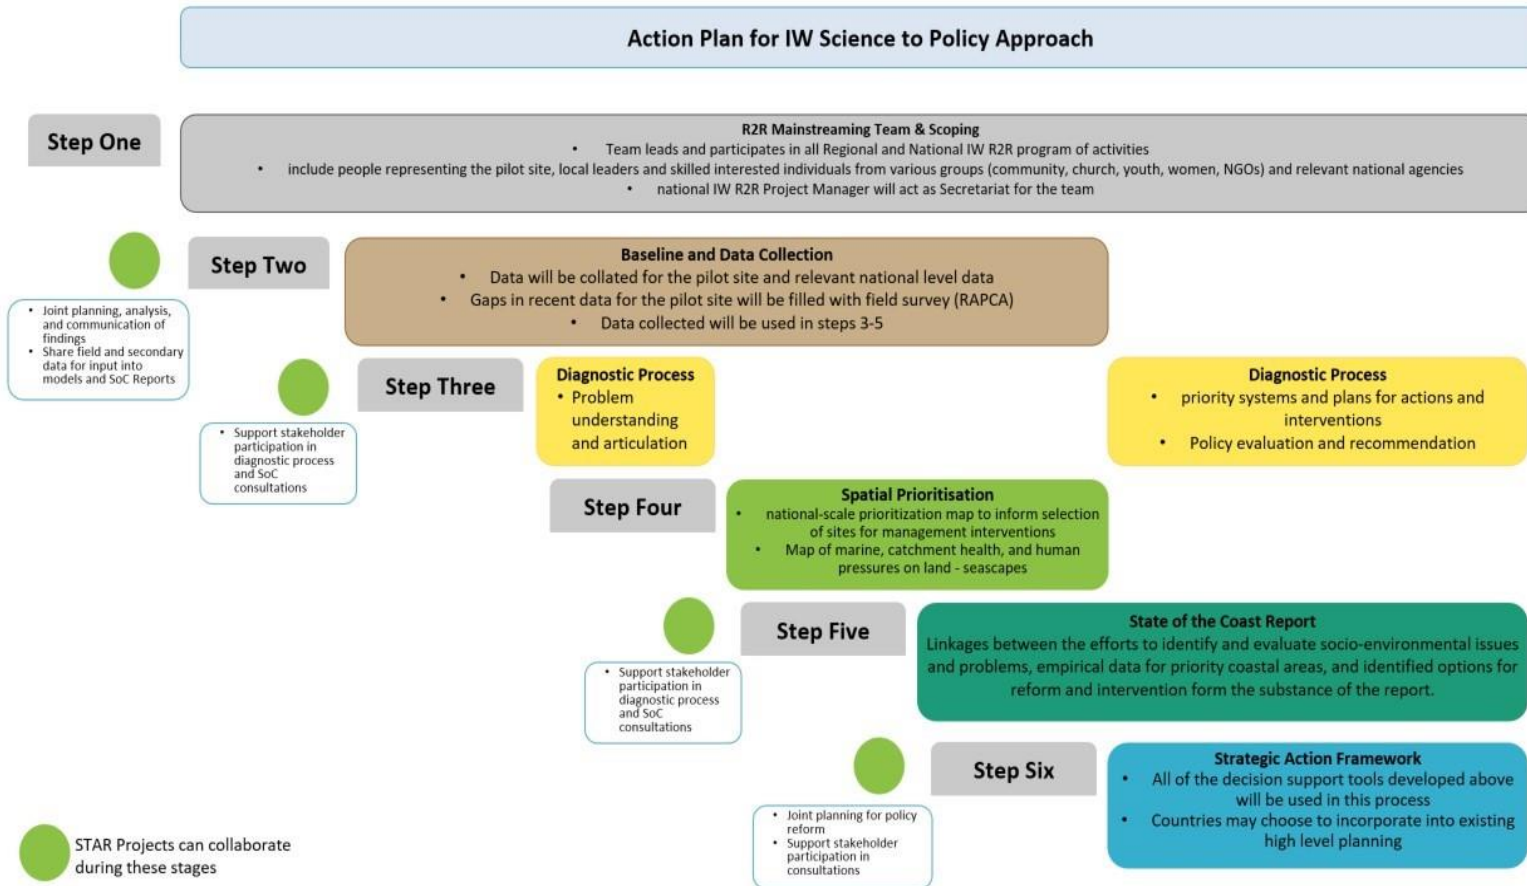 Action Plan for IW Science to Policy Approach
Step One
R2R Mainstreaming Team & Scoping
• Team leads and participates in all Regional and National IW R2R program of activities
• include people representing the pilot site, local leaders and skilled interested individuals from various groups (community, church, youth, women, NGOs) and relevant national agencies
• national IW R2R Project Manager will act as Secretariat for the team
Step Two
Baseline and Data Collection
• Data will be collated for the pilot site and relevant national level data
• Gaps in recent data for the pilot site will be filled with field survey (RAPCA)
• Data collected will be used in steps 3-5
• Joint planning, analysis,
and communication of
findings
• Share field and secondary
data for input into
models and SoC Reports
Step Three
Diagnostic Process
• Problem
understanding
and articulation
Diagnostic Process
• priority systems and plans for actions and
interventions
• Policy evaluation and recommendation
• Support stakeholder
participation in
diagnostic process
and SoC
consultations
Step Four
Spatial Prioritisation
• national-scale prioritization map to inform selection
of sites for management interventions
• Map of marine, catchment health, and human
pressures on land - seascapes
Step Five
State of the Coast Report
Linkages between the efforts to identify and evaluate socio-environmental issues
and problems, empirical data for priority coastal areas, and identified options for
reform and intervention form the substance of the report.
• Support stakeholder
participation in
diagnostic process
and SoC
consultations
Step Six
Strategic Action Framework
• All of the decision support tools developed above
will be used in this process
• Countries may choose to incorporate into existing
high level planning
• Joint planning for policy
reform
• Support stakeholder
participation in
consultations
STAR Projects can collaborate
during these stages